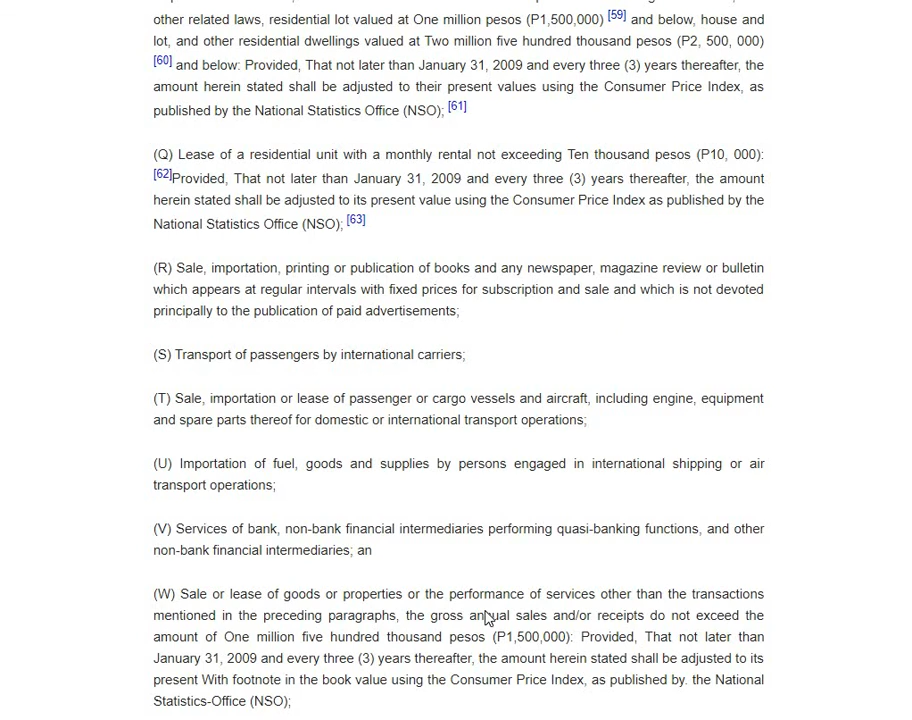 other related laws, residential lot valued at One million pesos (P1,500,000) [59] and below, house and
lot, and other residential dwellings valued at Two million five hundred thousand pesos (P2, 500, 000)
[60] and below: Provided, That not later than January 31, 2009 and every three (3) years thereafter, the
amount herein stated shall be adjusted to their present values using the Consumer Price Index, as
published by the National Statistics Office (NSO); [61]
(Q) Lease of a residential unit with a monthly rental not exceeding Ten thousand pesos (P10, 000):
[62]Provided, That not later than January 31, 2009 and every three (3) years thereafter, the amount
herein stated shall be adjusted to its present value using the Consumer Price Index as published by the
National Statistics Office (NSO); [63]
(R) Sale, importation, printing or publication of books and any newspaper, magazine review or bulletin
which appears at regular intervals with fixed prices for subscription and sale and which is not devoted
principally to the publication of paid advertisements;
(S) Transport of passengers by international carriers;
(T) Sale, importation or lease of passenger or cargo vessels and aircraft, including engine, equipment
and spare parts thereof for domestic or international transport operations;
(U) Importation of fuel, goods and supplies by persons engaged in international shipping or air
transport operations;
(V) Services of bank, non-bank financial intermediaries performing quasi-banking functions, and other
non-bank financial intermediaries; an
(W) Sale or lease of goods or properties or the performance of services other than the transactions
mentioned in the preceding paragraphs, the gross annual sales and/or receipts do not exceed the
amount of One million five hundred thousand pesos (P1,500,000): Provided, That not later than
January 31, 2009 and every three (3) years thereafter, the amount herein stated shall be adjusted to its
present With footnote in the book value using the Consumer Price Index, as published by. the National
Statistics-Office (NSO);